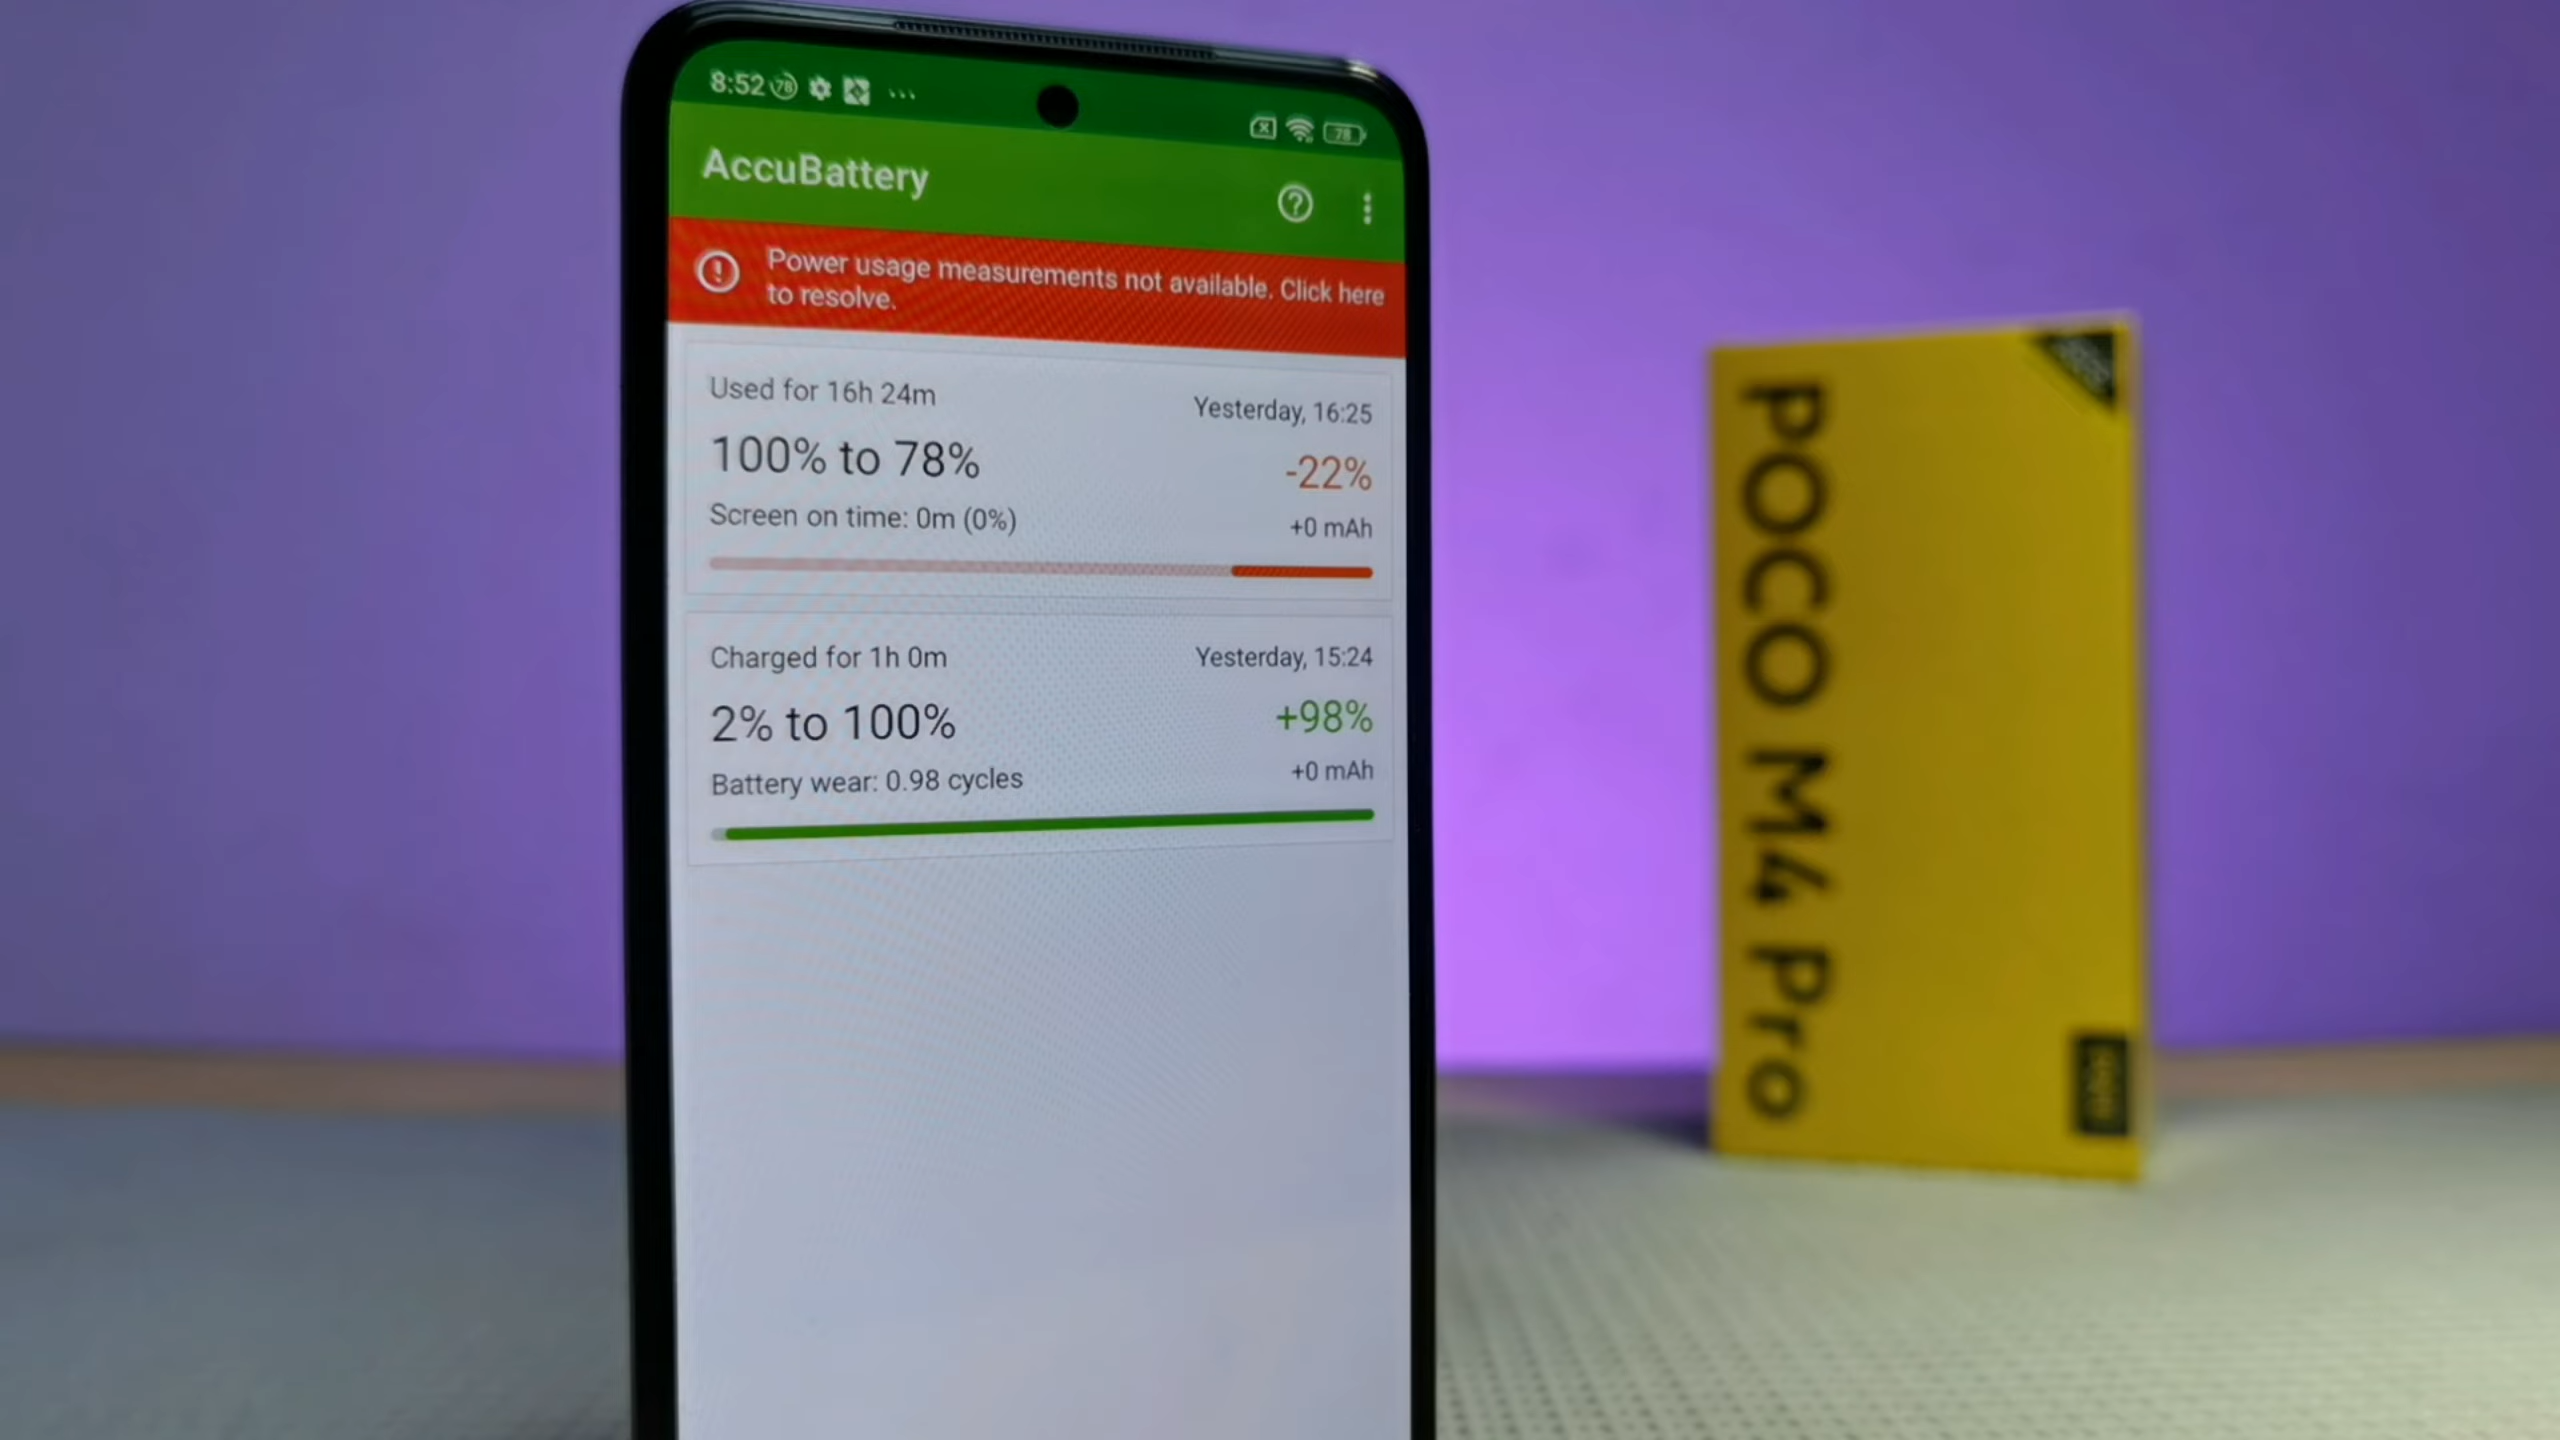 8:52 78 ... 78
AccuBattery
Power usage measurements not available. Click here
to resolve.
Used for 16h 24m Yesterday, 16:25
100% to 78% -22%
Screen on time: 0m (0%) +0 mAh
Charged for 1h 0m Yesterday, 15:24
2% to 100% +98%
Battery wear: 0.98 cycles +0 mAh
POCO M4 Pro